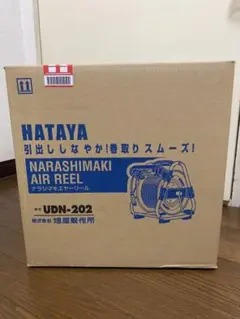 HATAYA
引出ししなやか!巻取りスムーズ!
NARASHIMAKI
AIR REEL
ナラシマキエヤーリール
UDN-202
株式会社 畑屋製作所